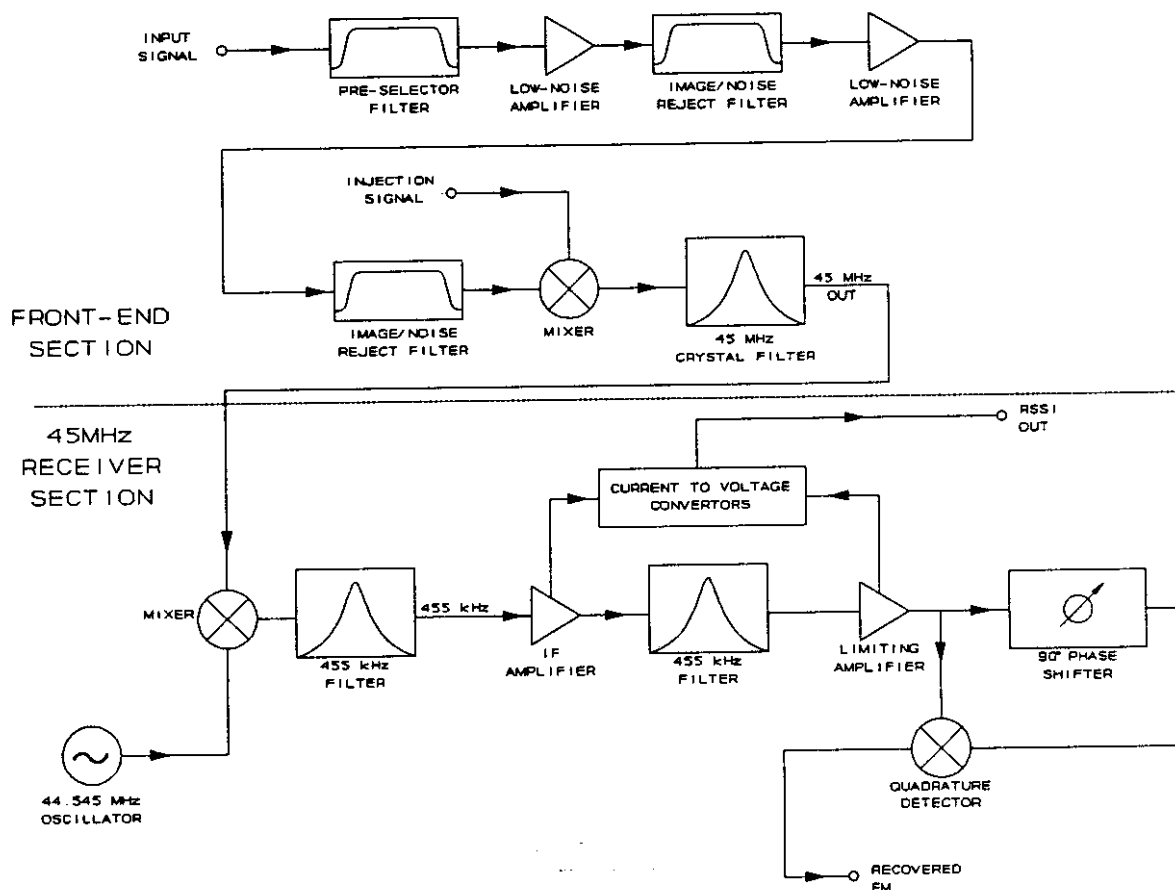 INPUT
SIGNAL
PRE-SELECTOR
FILTER
LOW-NOISE
AMPLIFIER
IMAGE/NOISE
REJECT FILTER
LOW-NOISE
AMPLIFIER
INJECTION
SIGNAL
FRONT-END
SECTION
IMAGE/NOISE
REJECT FILTER
MIXER
45 MHz
CRYSTAL FILTER
45 MHz
OUT
45MHz
RECEIVER
SECTION
RSSI
OUT
CURRENT TO VOLTAGE
CONVERTORS
MIXER
455 kHz
FILTER
455 kHz
IF
AMPLIFIER
455 kHz
FILTER
LIMITING
AMPLIFIER
90° PHASE
SHIFTER
44.545 MHz
OSCILLATOR
QUADRATURE
DETECTOR
RECOVERED
FM